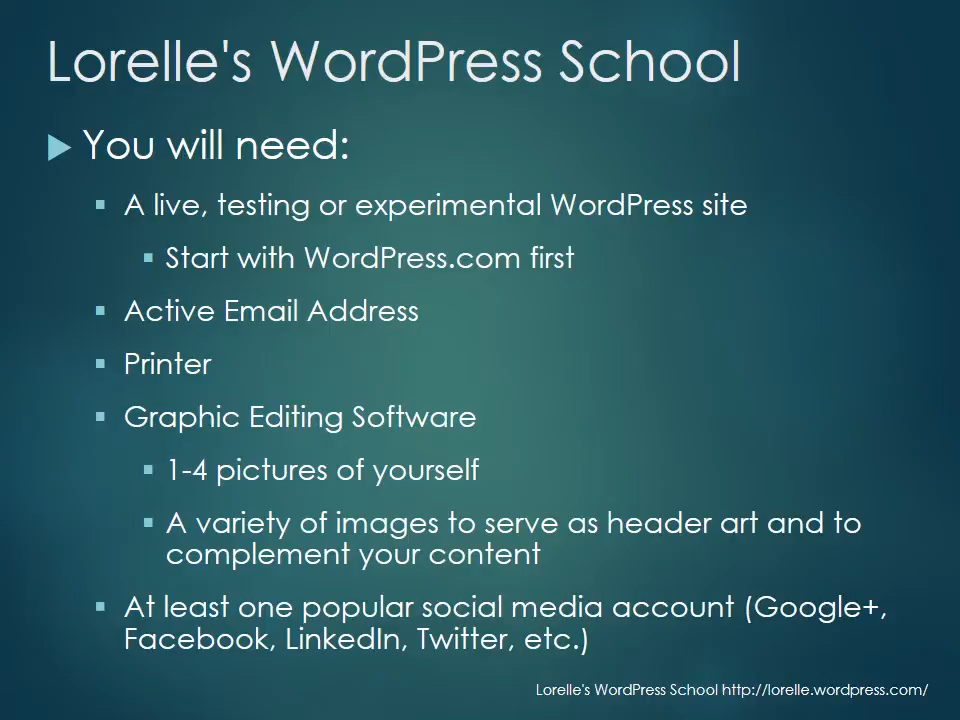 Lorelle's WordPress School
You will need:
A live, testing or experimental WordPress site
Start with WordPress.com first
Active Email Address
Printer
Graphic Editing Software
1-4 pictures of yourself
A variety of images to serve as header art and to
complement your content
At least one popular social media account (Google+,
Facebook, LinkedIn, Twitter, etc.)
Lorelle's WordPress School http://lorelle.wordpress.com/